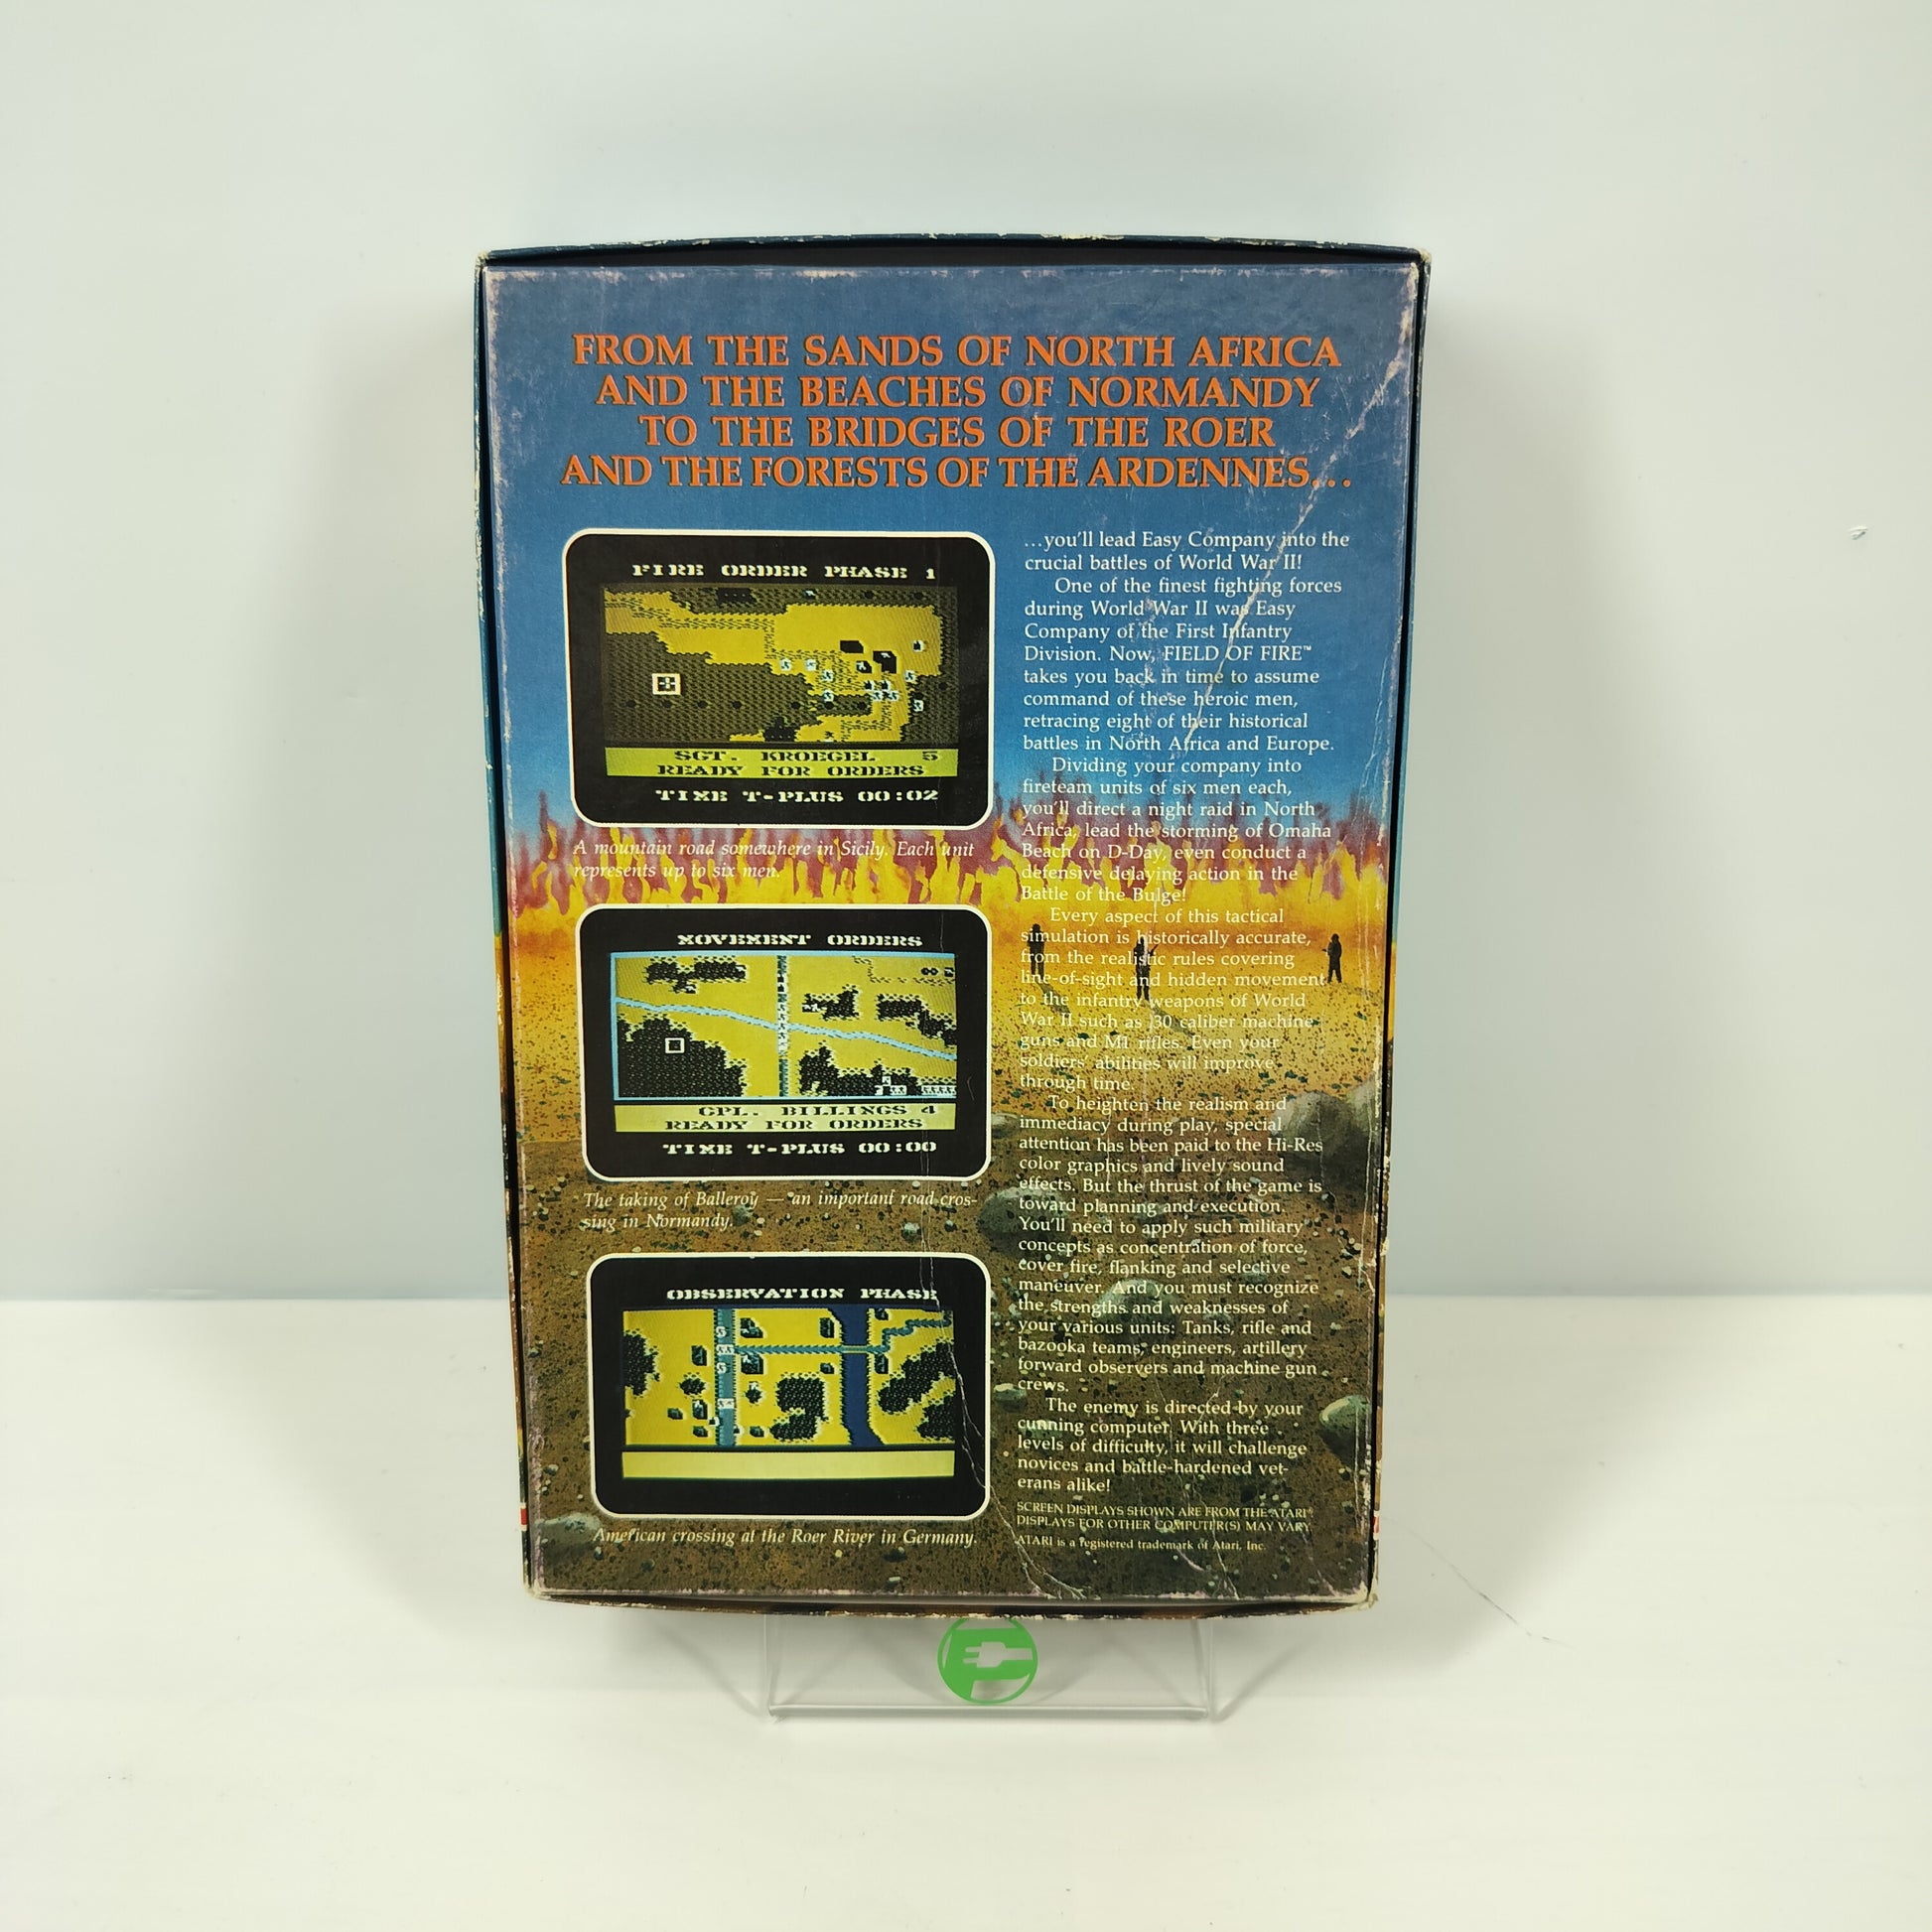 FROM THE SANDS OF NORTH AFRICA
AND THE BEACHES OF NORMANDY
TO THE BRIDGES OF THE ROER
AND THE FORESTS OF THE ARDENNES...
FIRE ORDER PHASE 1
SGT. KROEGEL 5
READY FOR ORDERS
TIME T-PLUS 00:02
A mountain road somewhere in Sicily. Each unit
represents up to six men.
MOVEMENT ORDERS
CPL. BILLINGS 4
READY FOR ORDERS
TIME T-PLUS 00:00
The taking of Balleroy — an important road cros-
sing in Normandy.
OBSERVATION PHASE
American crossing at the Roer River in Germany.
...you'll lead Easy Company into the
crucial battles of World War II!
One of the finest fighting forces
during World War II was Easy
Company of the First Infantry
Division. Now, FIELD OF FIRE™
takes you back in time to assume
command of these heroic men,
retracing eight of their historical
battles in North Africa and Europe.
Dividing your company into
fireteam units of six men each,
you'll direct a night raid in North
Africa, lead the storming of Omaha
Beach on D-Day, even conduct a
defensive delaying action in the
Battle of the Bulge!
Every aspect of this tactical
simulation is historically accurate,
from the realistic rules covering
line-of-sight and hidden movement
to the infantry weapons of World
War II such as .30 caliber machine
guns and M1 rifles. Even your
soldiers' abilities will improve
through time.
To heighten the realism and
immediacy during play, special
attention has been paid to the Hi-Res
color graphics and lively sound
effects. But the thrust of the game is
toward planning and execution.
You'll need to apply such military
concepts as concentration of force,
cover fire, flanking and selective
maneuver. And you must recognize
the strengths and weaknesses of
your various units: Tanks, rifle and
bazooka teams, engineers, artillery
forward observers and machine gun
crews.
The enemy is directed by your
cunning computer. With three
levels of difficulty, it will challenge
novices and battle-hardened vet-
erans alike!
SCREEN DISPLAYS SHOWN ARE FROM THE ATARI®
DISPLAYS FOR OTHER COMPUTER(S) MAY VARY.
ATARI is a registered trademark of Atari, Inc.